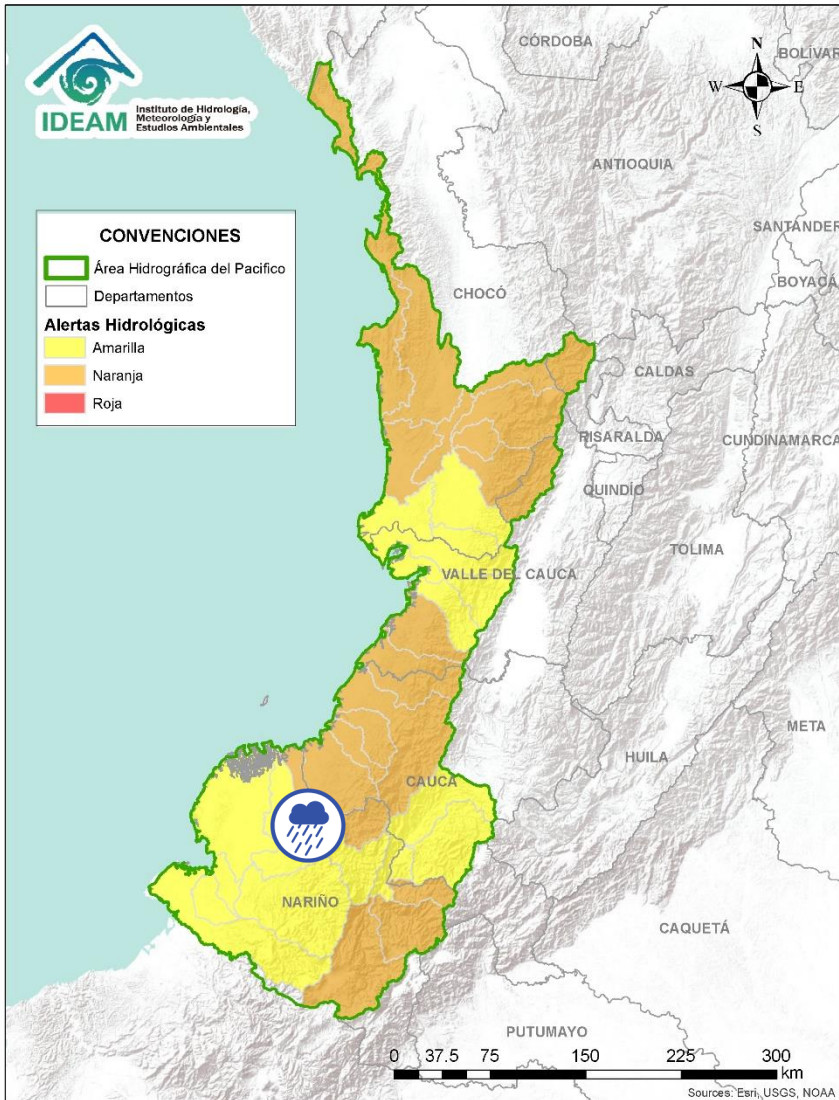 IDEAM
Instituto de Hidrología,
Meteorología y
Estudios Ambientales
CÓRDOBA
BOLÍVAR
N
W
E
S
ANTIOQUIA
SANTANDER
BOYACÁ
CONVENCIONES
Área Hidrográfica del Pacifico
Departamentos
Alertas Hidrológicas
Amarilla
Naranja
Roja
CHOCÓ
CALDAS
RISARALDA
CUNDINAMARCA
QUINDÍO
TOLIMA
VALLE DEL CAUCA
META
HUILA
CAUCA
NARIÑO
CAQUETÁ
PUTUMAYO
0 37.5 75 150 225 300
km
Sources: Esri, USGS, NOAA